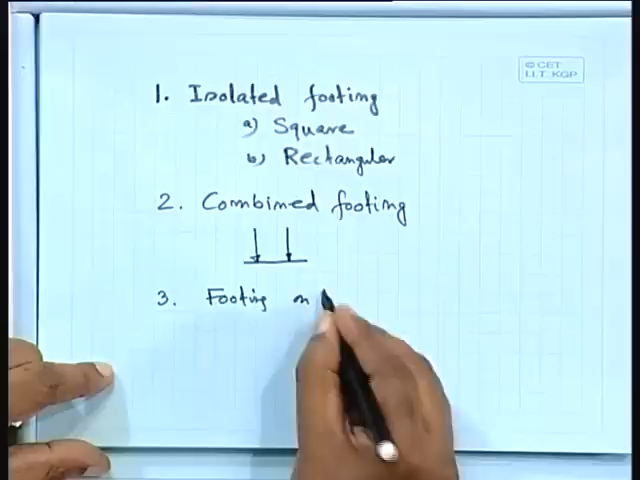 © CET
I.I.T. KGP
1. Isolated footing
a) Square
b) Rectangular
2. Combined footing
3. Footing on